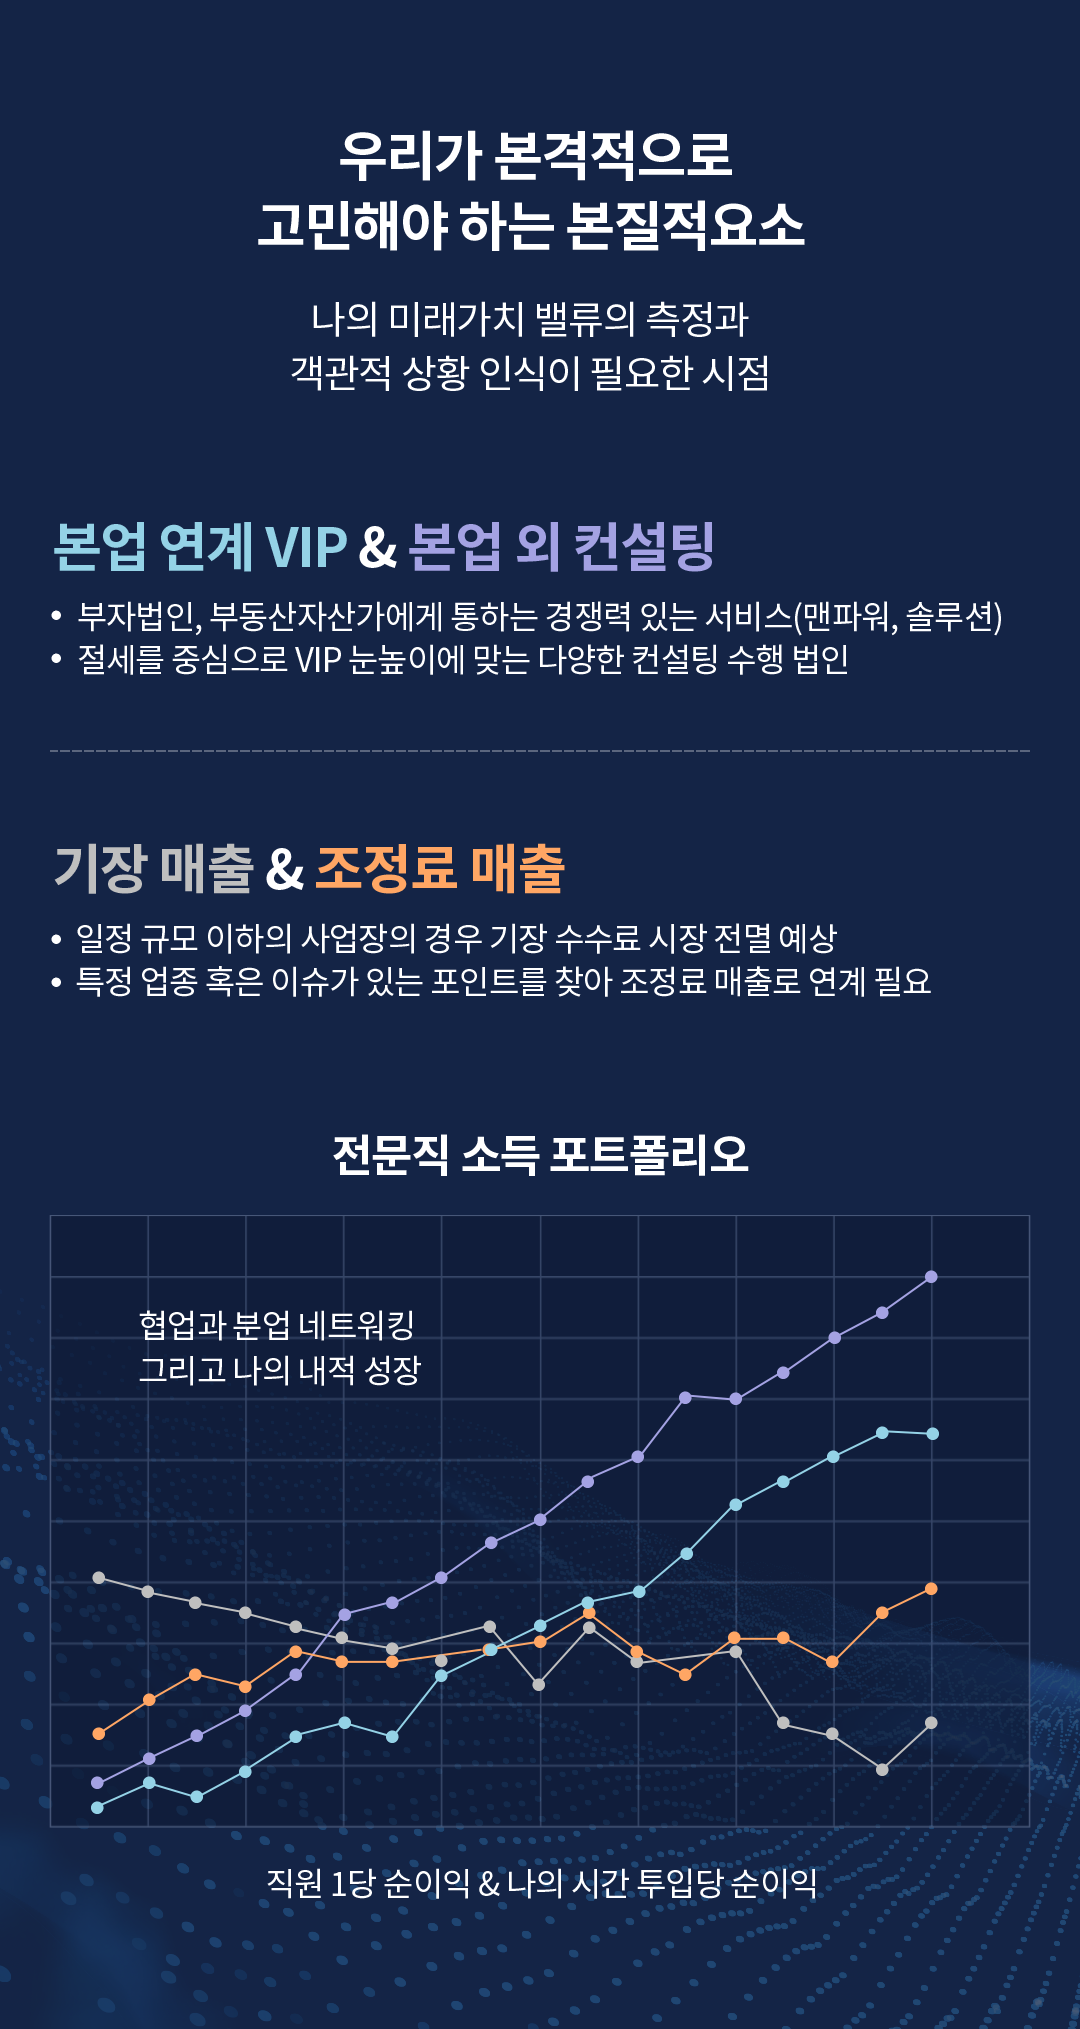 우리가 본격적으로
고민해야 하는 본질적요소
나의 미래가치 밸류의 측정과
객관적 상황 인식이 필요한 시점
본업 연계 VIP & 본업 외 컨설팅
• 부자법인, 부동산자산가에게 통하는 경쟁력 있는 서비스(맨파워, 솔루션)
• 절세를 중심으로 VIP 눈높이에 맞는 다양한 컨설팅 수행 법인
기장 매출 & 조정료 매출
• 일정 규모 이하의 사업장의 경우 기장 수수료 시장 전멸 예상
• 특정 업종 혹은 이슈가 있는 포인트를 찾아 조정료 매출로 연계 필요
전문직 소득 포트폴리오
협업과 분업 네트워킹
그리고 나의 내적 성장
직원 1당 순이익 & 나의 시간 투입당 순이익